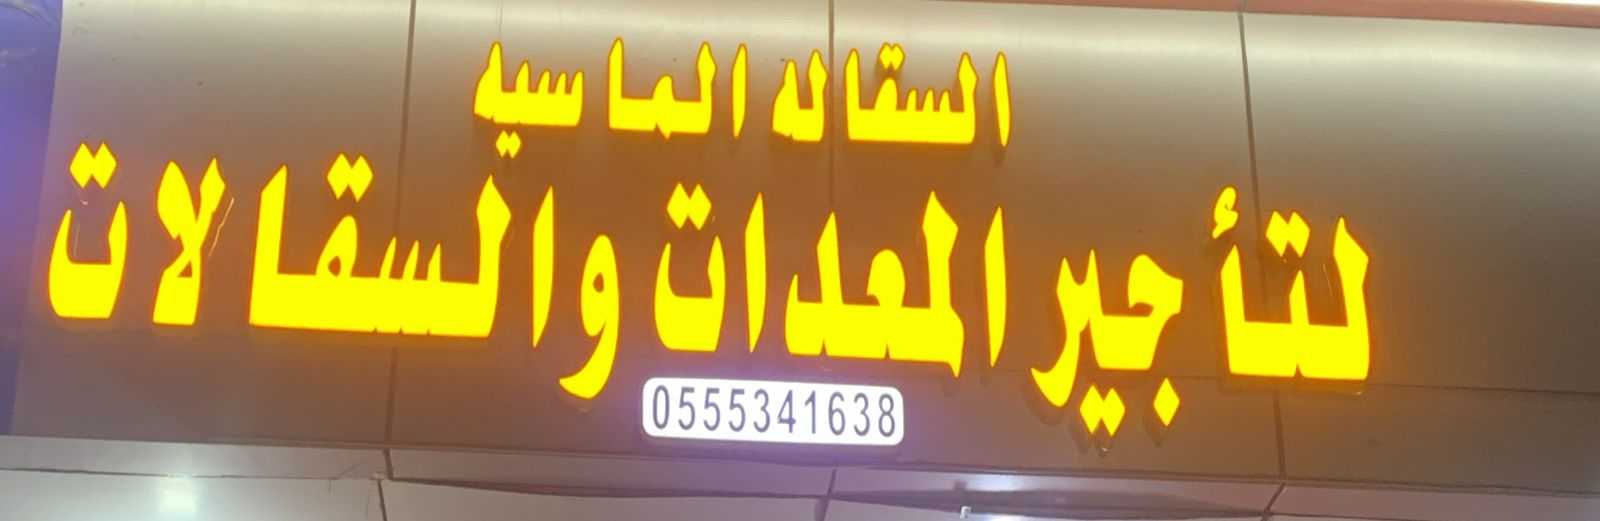 السقاله الماسيه
لتأجير المعدات والسقالات
0555341638